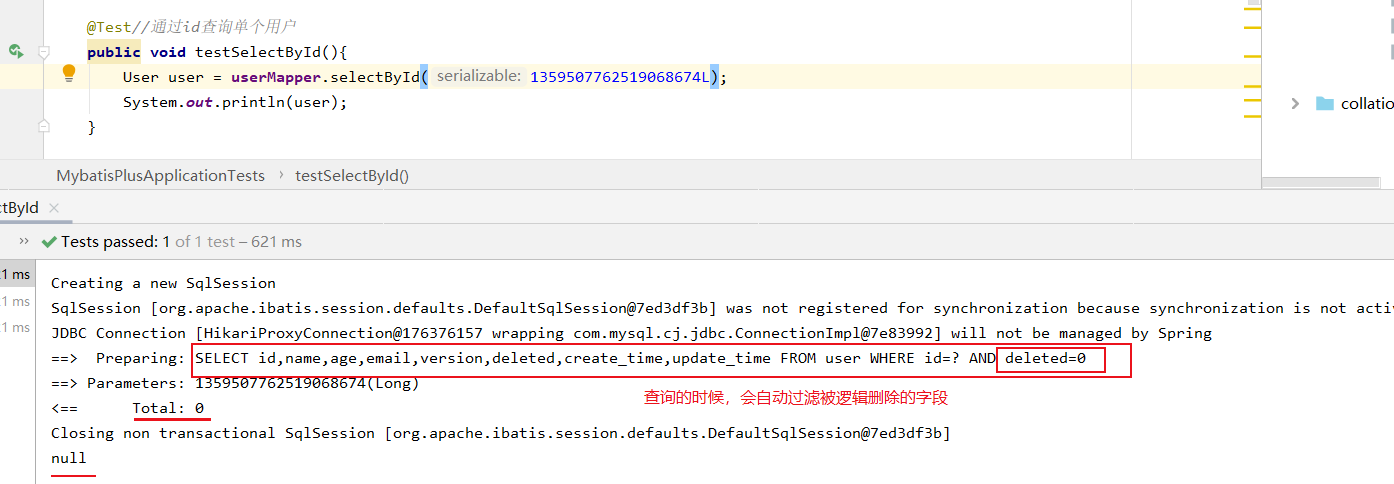 @Test//通过id查询单个用户
public void testSelectById(){
User user = userMapper.selectById( serializable: 1359507762519068674L);
System.out.println(user);
}
collatio
MybatisPlusApplicationTests › testSelectById()
ctById ×
» Tests passed: 1 of 1 test – 621 ms
1 ms
1 ms
1 ms
Creating a new SqlSession
SqlSession [org.apache.ibatis.session.defaults.DefaultSqlSession@7ed3df3b] was not registered for synchronization because synchronization is not activ
JDBC Connection [HikariProxyConnection@176376157 wrapping com.mysql.cj.jdbc.ConnectionImpl@7e83992] will not be managed by Spring
==>  Preparing: SELECT id,name,age,email,version,deleted,create_time,update_time FROM user WHERE id=? AND deleted=0
==> Parameters: 1359507762519068674(Long)
查询的时候，会自动过滤被逻辑删除的字段
<==      Total: 0
Closing non transactional SqlSession [org.apache.ibatis.session.defaults.DefaultSqlSession@7ed3df3b]
null